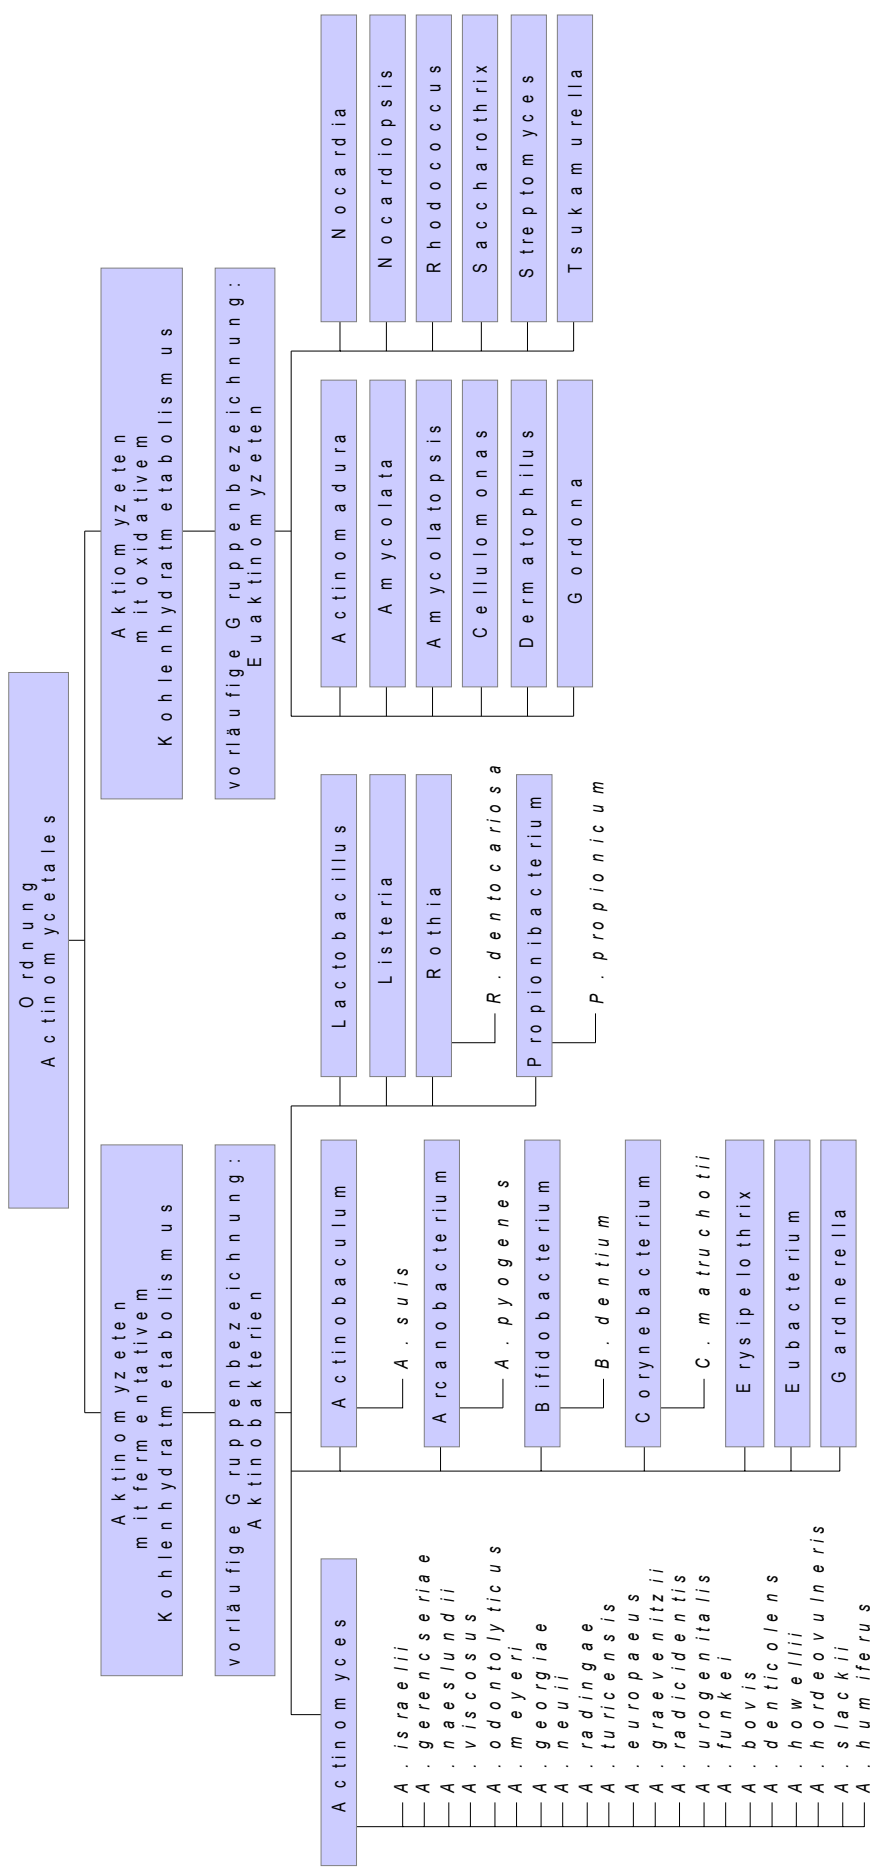 Ordnung
Actinomycetales
Aktinomyzeten
mit fermentativem
Kohlenhydratmetabolismus
vorläufige Gruppenbezeichnung:
Aktinobakterien
Actinomyces
A. israelii
A. gerencseriae
A. naeslundii
A. viscosus
A. odontolyticus
A. meyeri
A. georgiae
A. neuii
A. radingae
A. turicensis
A. europaeus
A. graevenitzii
A. radicidentis
A. urogenitalis
A. funkei
A. bovis
A. denticolens
A. howellii
A. hordeovulneris
A. slackii
A. humiferus
Actinobaculum
A. suis
Arcanobacterium
A. pyogenes
Bifidobacterium
B. dentium
Corynebacterium
C. matruchotii
Erysipelothrix
Eubacterium
Gardnerella
Lactobacillus
Listeria
Rothia
R. dentocariosa
Propionibacterium
P. propionicum
Aktiomyzeten
mit oxidativem
Kohlenhydratmetabolismus
vorläufige Gruppenbezeichnung:
Euaktinomyzeten
Actinomadura
Amycolata
Amycolatopsis
Cellulomonas
Dermatophilus
Gordona
Nocardia
Nocardiopsis
Rhodococcus
Saccharothrix
Streptomyces
Tsukamurella